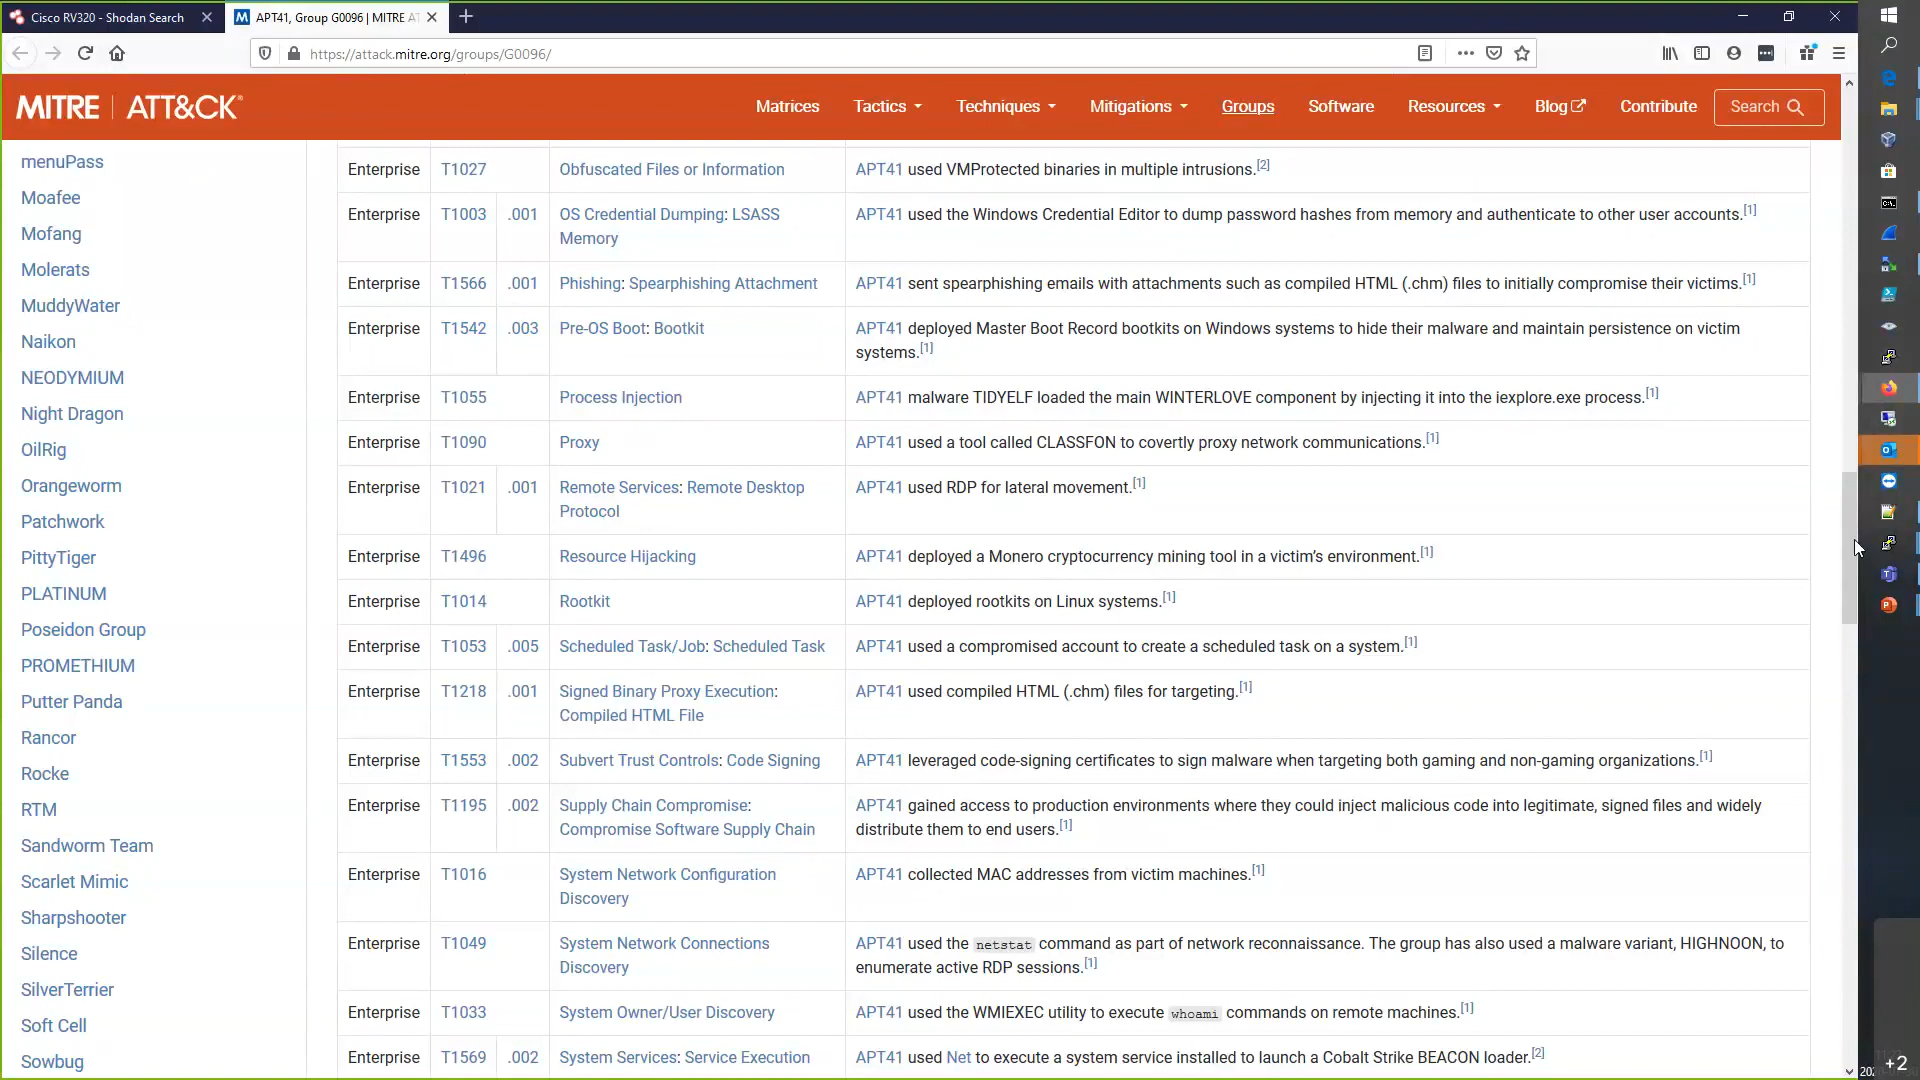 Cisco RV320 - Shodan Search
APT41, Group G0096 | MITRE AT
https://attack.mitre.org/groups/G0096/
MITRE | ATT&CK®
Matrices Tactics Techniques Mitigations Groups Software Resources Blog Contribute Search
menuPass
Moafee
Mofang
Molerats
MuddyWater
Naikon
NEODYMIUM
Night Dragon
OilRig
Orangeworm
Patchwork
PittyTiger
PLATINUM
Poseidon Group
PROMETHIUM
Putter Panda
Rancor
Rocke
RTM
Sandworm Team
Scarlet Mimic
Sharpshooter
Silence
SilverTerrier
Soft Cell
Sowbug
Enterprise T1027 Obfuscated Files or Information APT41 used VMProtected binaries in multiple intrusions.[2]
Enterprise T1003 .001 OS Credential Dumping: LSASS APT41 used the Windows Credential Editor to dump password hashes from memory and authenticate to other user accounts.[1]
Memory
Enterprise T1566 .001 Phishing: Spearphishing Attachment APT41 sent spearphishing emails with attachments such as compiled HTML (.chm) files to initially compromise their victims.[1]
Enterprise T1542 .003 Pre-OS Boot: Bootkit APT41 deployed Master Boot Record bootkits on Windows systems to hide their malware and maintain persistence on victim
systems.[1]
Enterprise T1055 Process Injection APT41 malware TIDYELF loaded the main WINTERLOVE component by injecting it into the iexplore.exe process.[1]
Enterprise T1090 Proxy APT41 used a tool called CLASSFON to covertly proxy network communications.[1]
Enterprise T1021 .001 Remote Services: Remote Desktop APT41 used RDP for lateral movement.[1]
Protocol
Enterprise T1496 Resource Hijacking APT41 deployed a Monero cryptocurrency mining tool in a victim's environment.[1]
Enterprise T1014 Rootkit APT41 deployed rootkits on Linux systems.[1]
Enterprise T1053 .005 Scheduled Task/Job: Scheduled Task APT41 used a compromised account to create a scheduled task on a system.[1]
Enterprise T1218 .001 Signed Binary Proxy Execution: APT41 used compiled HTML (.chm) files for targeting.[1]
Compiled HTML File
Enterprise T1553 .002 Subvert Trust Controls: Code Signing APT41 leveraged code-signing certificates to sign malware when targeting both gaming and non-gaming organizations.[1]
Enterprise T1195 .002 Supply Chain Compromise: APT41 gained access to production environments where they could inject malicious code into legitimate, signed files and widely
Compromise Software Supply Chain distribute them to end users.[1]
Enterprise T1016 System Network Configuration APT41 collected MAC addresses from victim machines.[1]
Discovery
Enterprise T1049 System Network Connections APT41 used the netstat command as part of network reconnaissance. The group has also used a malware variant, HIGHNOON, to
Discovery enumerate active RDP sessions.[1]
Enterprise T1033 System Owner/User Discovery APT41 used the WMIEXEC utility to execute whoami commands on remote machines.[1]
Enterprise T1569 .002 System Services: Service Execution APT41 used Net to execute a system service installed to launch a Cobalt Strike BEACON loader.[2]
+2